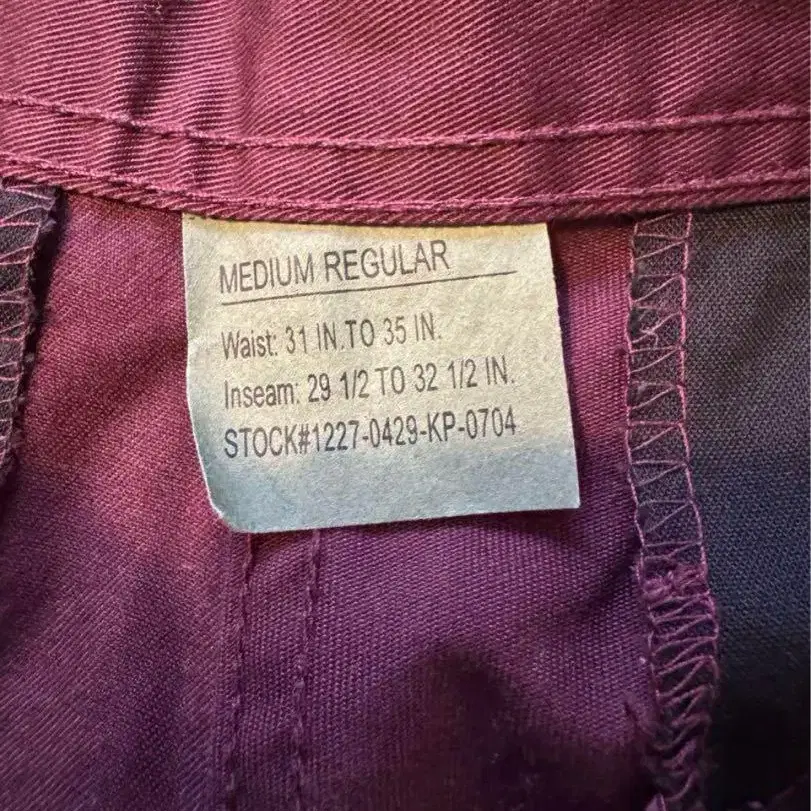 MEDIUM REGULAR
Waist: 31 IN.TO 35 IN.
Inseam: 29 1/2 TO 32 1/2 IN.
STOCK#1227-0429-KP-0704